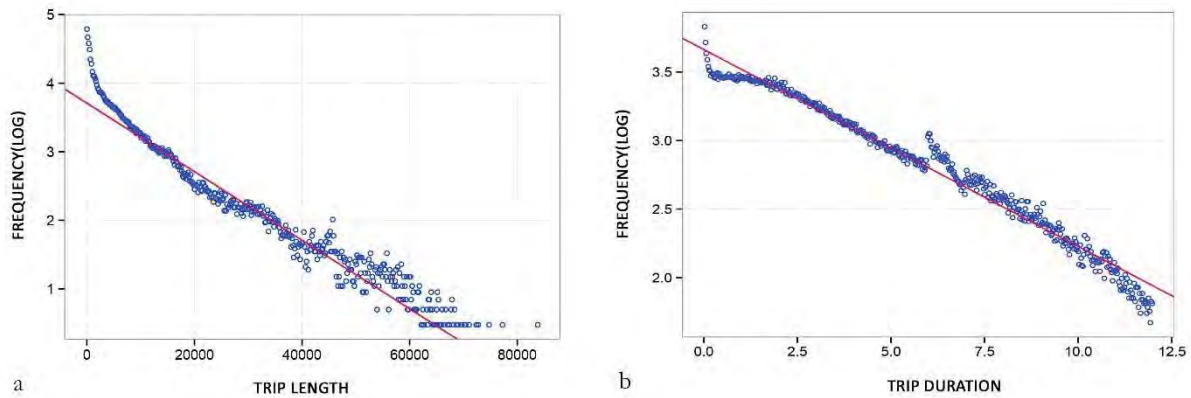 5
4
3
2
1
FREQUENCY(LOG)
0 20000 40000 60000 80000
TRIP LENGTH
a
3.5
3.0
2.5
2.0
FREQUENCY(LOG)
0.0 2.5 5.0 7.5 10.0 12.5
TRIP DURATION
b